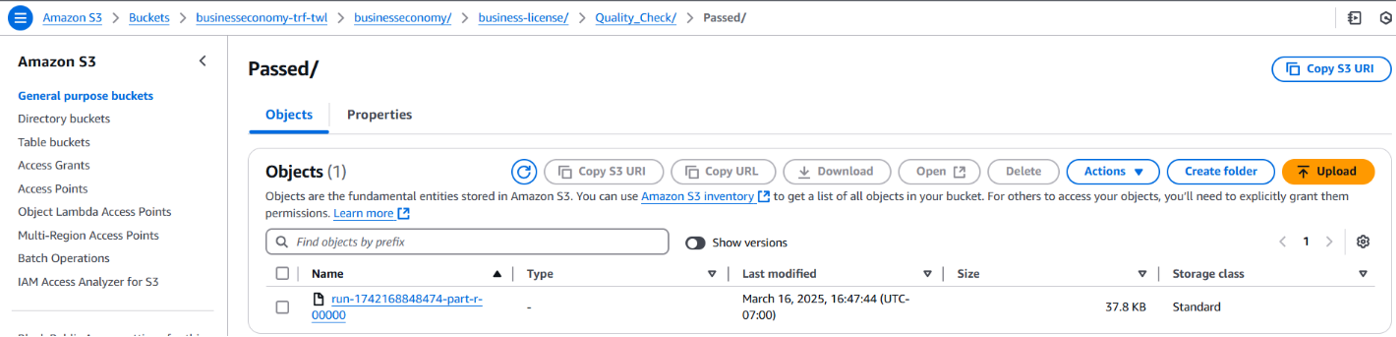 Amazon S3 > Buckets > businesseconomy-trf-twl > businesseconomy/ > business-license/ > Quality_Check/ > Passed/
Amazon S3
General purpose buckets
Directory buckets
Table buckets
Access Grants
Access Points
Object Lambda Access Points
Multi-Region Access Points
Batch Operations
IAM Access Analyzer for S3
Passed/
Copy S3 URI
Objects
Properties
Objects (1)
Copy S3 URI
Copy URL
Download
Open
Delete
Actions
Create folder
Upload
Objects are the fundamental entities stored in Amazon S3. You can use Amazon S3 inventory to get a list of all objects in your bucket. For others to access your objects, you'll need to explicitly grant them
permissions. Learn more
Find objects by prefix
Show versions
1
Name
Type
Last modified
Size
Storage class
run-1742168848474-part-r-
00000
-
March 16, 2025, 16:47:44 (UTC-
07:00)
37.8 KB
Standard